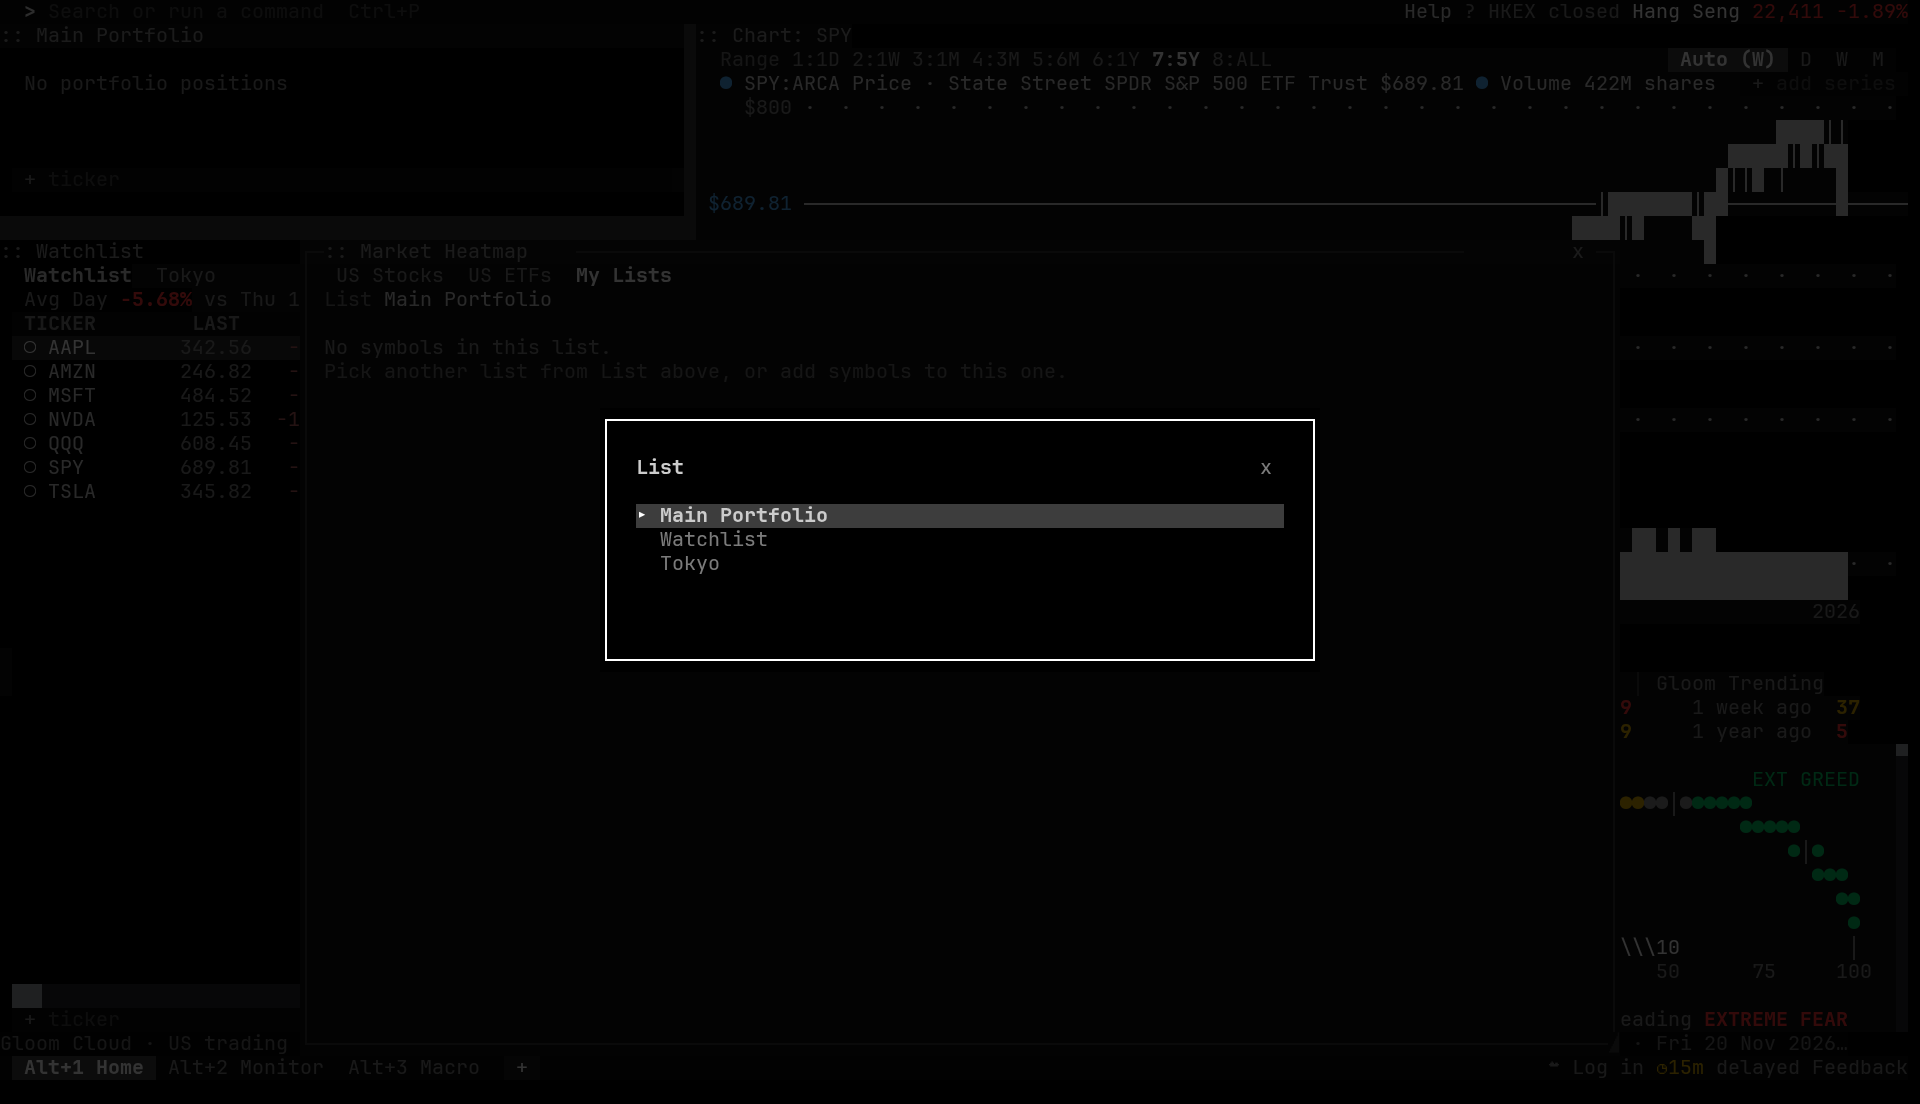 > Search or run a command  Ctrl+P
Help ? HKEX closed Hang Seng 22,411 -1.89%
:: Main Portfolio
No portfolio positions
+ ticker
:: Chart: SPY
Range 1:1D 2:1W 3:1M 4:3M 5:6M 6:1Y 7:5Y 8:ALL
Auto (W) D W M
SPY:ARCA Price · State Street SPDR S&P 500 ETF Trust $689.81
Volume 422M shares
+ add series
$800
$689.81
2026
:: Watchlist
Watchlist  Tokyo
Avg Day -5.68% vs Thu 1
TICKER LAST
AAPL 342.56 -
AMZN 246.82 -
MSFT 484.52 -
NVDA 125.53 -1
QQQ 608.45 -
SPY 689.81 -
TSLA 345.82 -
+ ticker
:: Market Heatmap
x
US Stocks  US ETFs  My Lists
List Main Portfolio
No symbols in this list.
Pick another list from List above, or add symbols to this one.
List
x
▸ Main Portfolio
Watchlist
Tokyo
Gloom Trending
9 1 week ago 37
9 1 year ago 5
EXT GREED
\\\10
50 75 100
eading EXTREME FEAR
Gloom Cloud · US trading
· Fri 20 Nov 2026…
Alt+1 Home  Alt+2 Monitor  Alt+3 Macro  +
Log in 15m delayed Feedback